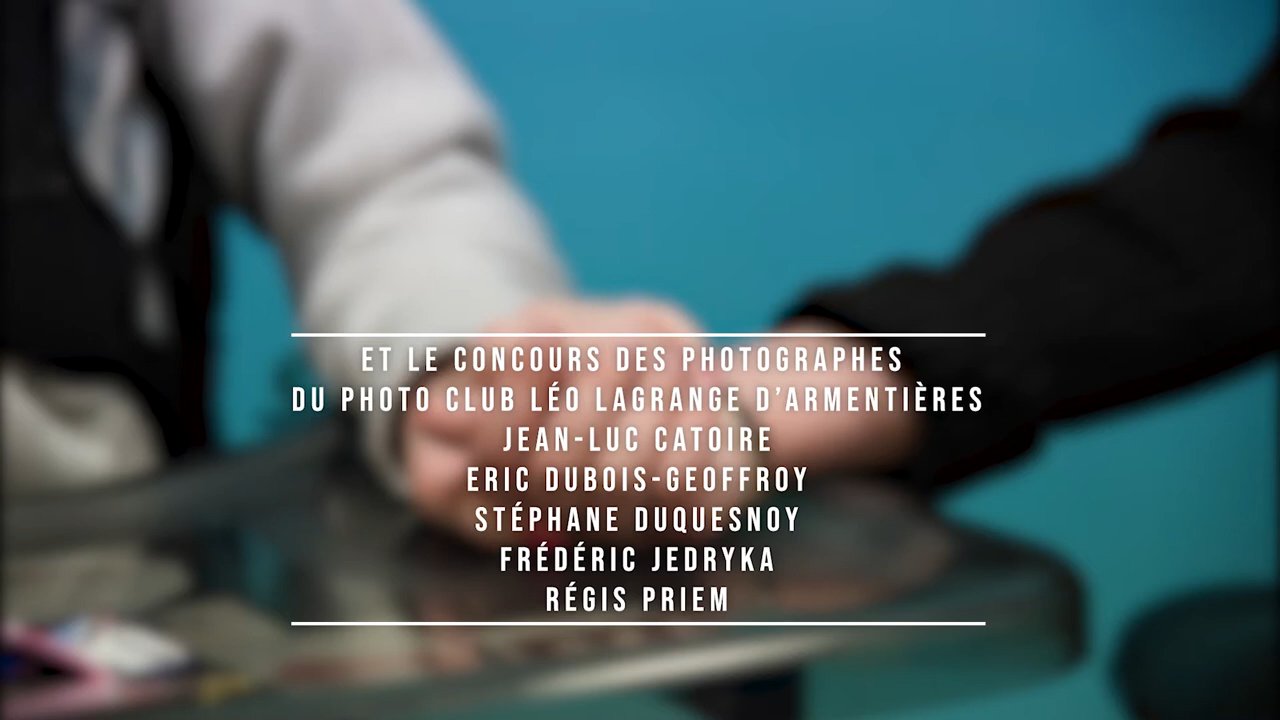 ET LE CONCOURS DES PHOTOGRAPHES
DU PHOTO CLUB LÉO LAGRANGE D’ARMENTIÈRES
JEAN-LUC CATOIRE
ERIC DUBOIS-GEOFFROY
STÉPHANE DUQUESNOY
FRÉDÉRIC JEDRYKA
RÉGIS PRIEM